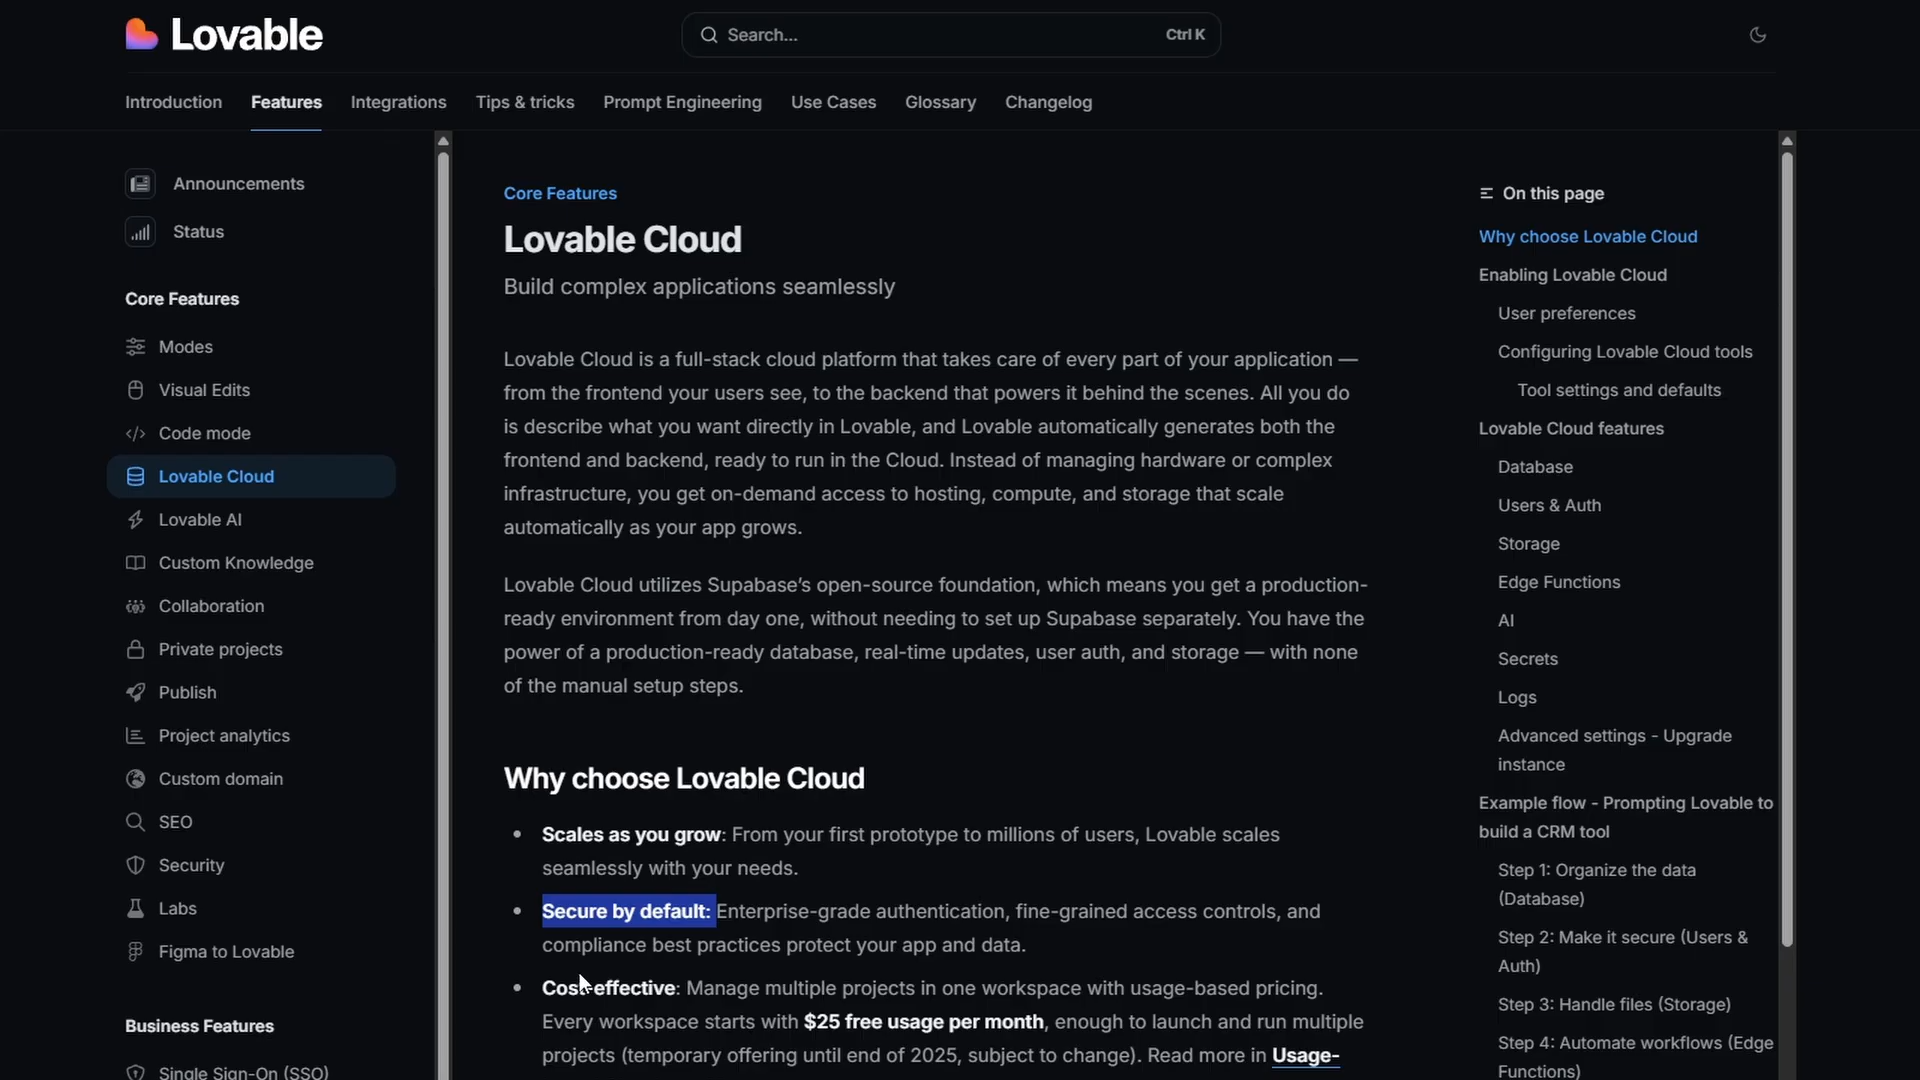 Lovable
Search...
Ctrl K
Introduction
Features
Integrations
Tips & tricks
Prompt Engineering
Use Cases
Glossary
Changelog
Announcements
Status
Core Features
Modes
Visual Edits
Code mode
Lovable Cloud
Lovable AI
Custom Knowledge
Collaboration
Private projects
Publish
Project analytics
Custom domain
SEO
Security
Labs
Figma to Lovable
Business Features
Single Sign-On (SSO)
Core Features
Lovable Cloud
Build complex applications seamlessly
Lovable Cloud is a full-stack cloud platform that takes care of every part of your application —
from the frontend your users see, to the backend that powers it behind the scenes. All you do
is describe what you want directly in Lovable, and Lovable automatically generates both the
frontend and backend, ready to run in the Cloud. Instead of managing hardware or complex
infrastructure, you get on-demand access to hosting, compute, and storage that scale
automatically as your app grows.
Lovable Cloud utilizes Supabase’s open-source foundation, which means you get a production-
ready environment from day one, without needing to set up Supabase separately. You have the
power of a production-ready database, real-time updates, user auth, and storage — with none
of the manual setup steps.
Why choose Lovable Cloud
• Scales as you grow: From your first prototype to millions of users, Lovable scales
seamlessly with your needs.
• Secure by default: Enterprise-grade authentication, fine-grained access controls, and
compliance best practices protect your app and data.
• Cost-effective: Manage multiple projects in one workspace with usage-based pricing.
Every workspace starts with $25 free usage per month, enough to launch and run multiple
projects (temporary offering until end of 2025, subject to change). Read more in Usage-
On this page
Why choose Lovable Cloud
Enabling Lovable Cloud
User preferences
Configuring Lovable Cloud tools
Tool settings and defaults
Lovable Cloud features
Database
Users & Auth
Storage
Edge Functions
AI
Secrets
Logs
Advanced settings - Upgrade
instance
Example flow - Prompting Lovable to
build a CRM tool
Step 1: Organize the data
(Database)
Step 2: Make it secure (Users &
Auth)
Step 3: Handle files (Storage)
Step 4: Automate workflows (Edge
Functions)